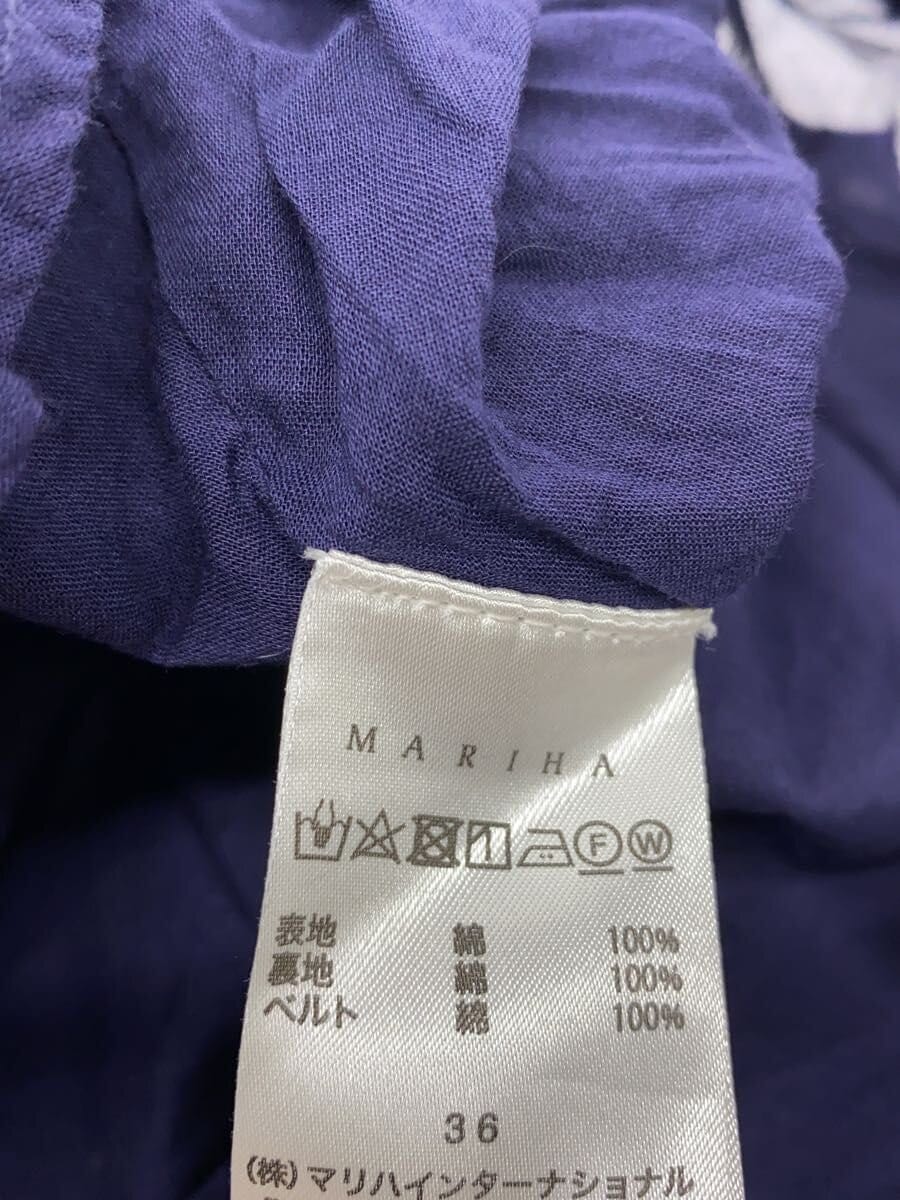 MARIHA
F W
表地 綿 100%
裏地 綿 100%
ベルト 綿 100%
36
(株)マリハインターナショナル